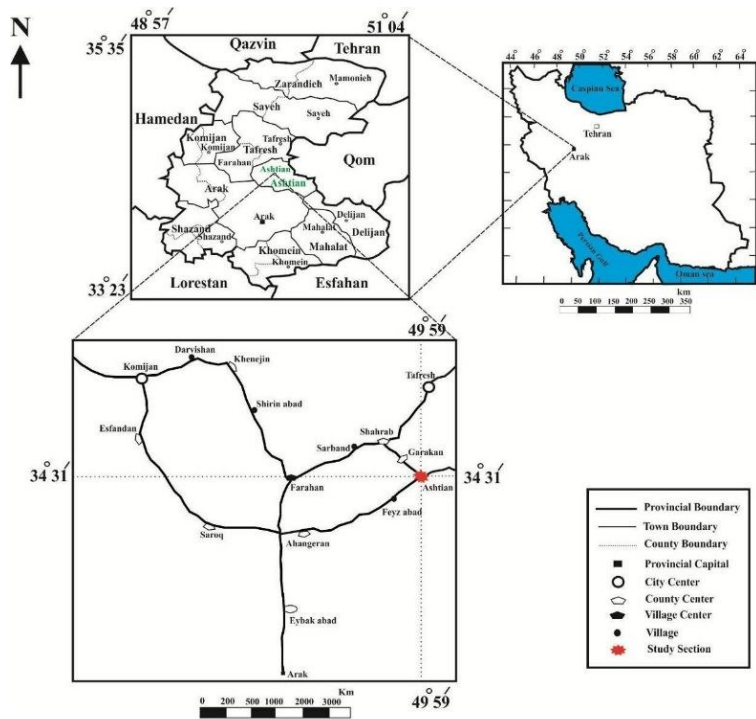 N
48° 57′
51° 04′
35° 35′
33° 23′
Qazvin
Tehran
Zarandieh
Mamonieh
Saveh
Saveh
Hamedan
Komijan
Komijan
Tafresh
Tafresh
Farahan
Qom
Ashtian
Ashtian
Arak
Arak
Delijan
Delijan
Shazand
Shazand
Mahalat
Mahalat
Khomein
Khomein
Lorestan
Esfahan
44° 46° 48° 50° 52° 54° 56° 58° 60° 62° 64°
Caspian Sea
Tehran
Arak
Persian Gulf
Oman sea
km
0 50 100 200 250 300 350
49° 59′
Darvishan
Komijan
Khenejin
Tafresh
Shirin abad
Esfandan
Shahrab
Sarband
Garakan
34° 31′
34° 31′
Farahan
Ashtian
Feyz abad
Saroq
Ahangeran
Eybak abad
Arak
Km
0 200 1000 2000 3000
49° 59′
Provincial Boundary
Town Boundary
County Boundary
Provincial Capital
City Center
County Center
Village Center
Village
Study Section